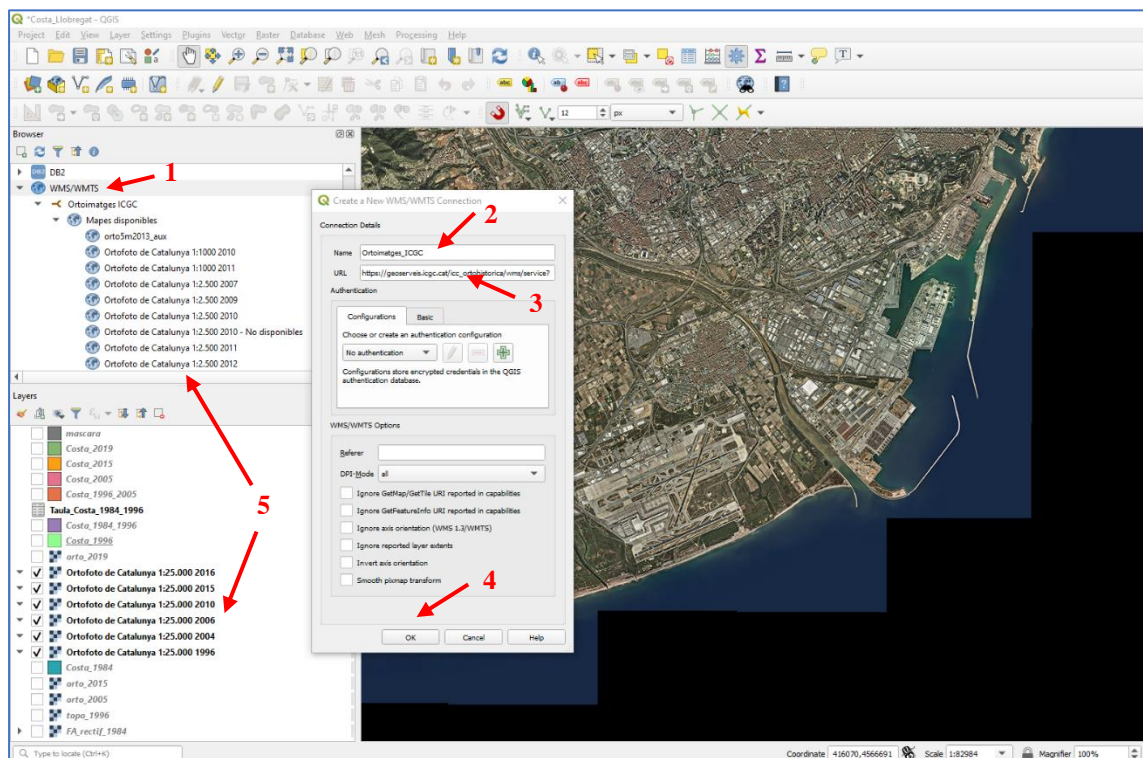 *Costa_Llobregat - QGIS
Project Edit View Layer Settings Plugins Vector Raster Database Web Mesh Processing Help
abc
12
px
Browser
DB2
WMS/WMTS
1
Ortoimatges ICGC
Mapes disponibles
orto5m2013_aux
Ortofoto de Catalunya 1:1000 2010
Ortofoto de Catalunya 1:1000 2011
Ortofoto de Catalunya 1:2.500 2007
Ortofoto de Catalunya 1:2.500 2009
Ortofoto de Catalunya 1:2.500 2010
Ortofoto de Catalunya 1:2.500 2010 - No disponibles
Ortofoto de Catalunya 1:2.500 2011
Ortofoto de Catalunya 1:2.500 2012
Layers
mascara
Costa_2019
Costa_2015
Costa_2005
Costa_1996_2005
Taula_Costa_1984_1996
Costa_1984_1996
Costa_1996
orto_2019
Ortofoto de Catalunya 1:25.000 2016
Ortofoto de Catalunya 1:25.000 2015
Ortofoto de Catalunya 1:25.000 2010
Ortofoto de Catalunya 1:25.000 2006
Ortofoto de Catalunya 1:25.000 2004
Ortofoto de Catalunya 1:25.000 1996
Costa_1984
orto_2015
orto_2005
topo_1996
FA_rectif_1984
5
Create a New WMS/WMTS Connection
2
Connection Details
Name Ortoimatges_ICGC
URL https://geoserveis.icgc.cat/icc_ortohistorica/wms/service?
3
Authentication
Configurations Basic
Choose or create an authentication configuration
No authentication
Configurations store encrypted credentials in the QGIS
authentication database.
WMS/WMTS Options
Referer
DPI-Mode all
Ignore GetMap/GetTile URI reported in capabilities
Ignore GetFeatureInfo URI reported in capabilities
Ignore axis orientation (WMS 1.3/WMTS)
Ignore reported layer extents
Invert axis orientation
Smooth pixmap transform
4
OK Cancel Help
Type to locate (Ctrl+K)
Coordinate 416070,4566691 Scale 1:82984 Magnifier 100%